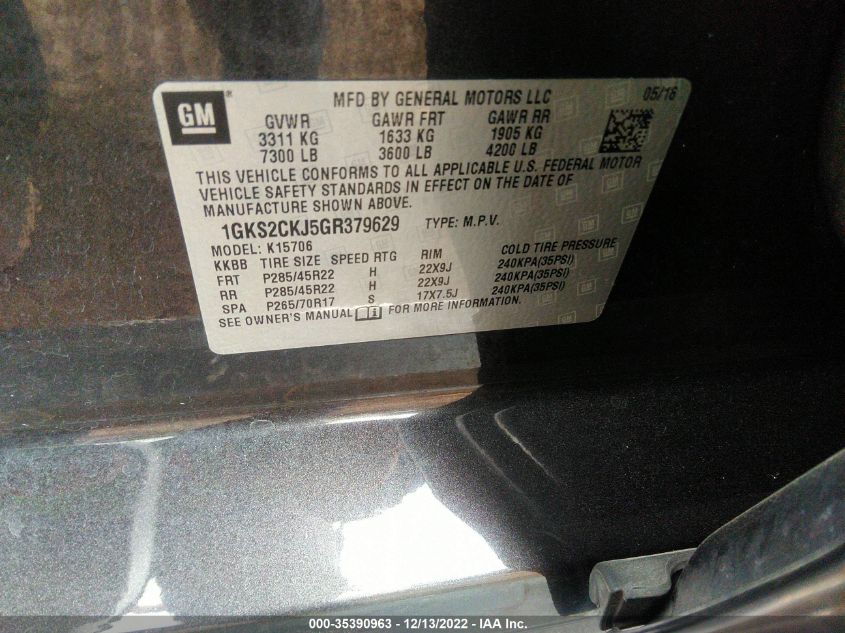 GM ®
MFD BY GENERAL MOTORS LLC 05/16
GVWR GAWR FRT GAWR RR
3311 KG 1633 KG 1905 KG
7300 LB 3600 LB 4200 LB
THIS VEHICLE CONFORMS TO ALL APPLICABLE U.S. FEDERAL MOTOR
VEHICLE SAFETY STANDARDS IN EFFECT ON THE DATE OF
MANUFACTURE SHOWN ABOVE.
1GKS2CKJ5GR379629 TYPE: M.P.V.
MODEL: K15706
KKBB TIRE SIZE SPEED RTG RIM COLD TIRE PRESSURE
FRT P285/45R22 H 22X9J 240KPA(35PSI)
RR P285/45R22 H 22X9J 240KPA(35PSI)
SPA P265/70R17 S 17X7.5J 240KPA(35PSI)
SEE OWNER'S MANUAL FOR MORE INFORMATION.
000-35390963 - 12/13/2022 - IAA Inc.